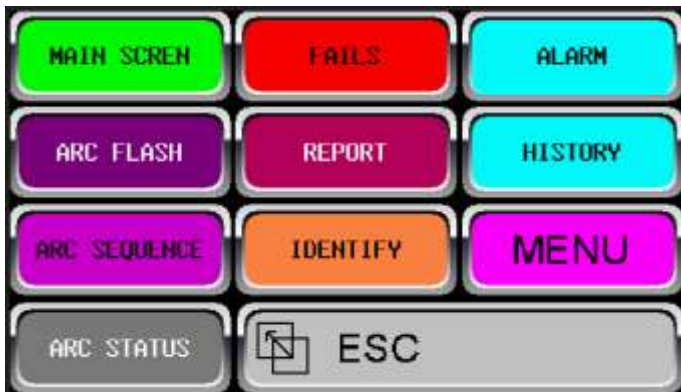 MAIN SCREN
FAILS
ALARM
ARC FLASH
REPORT
HISTORY
ARC SEQUENCE
IDENTIFY
MENU
ARC STATUS
ESC